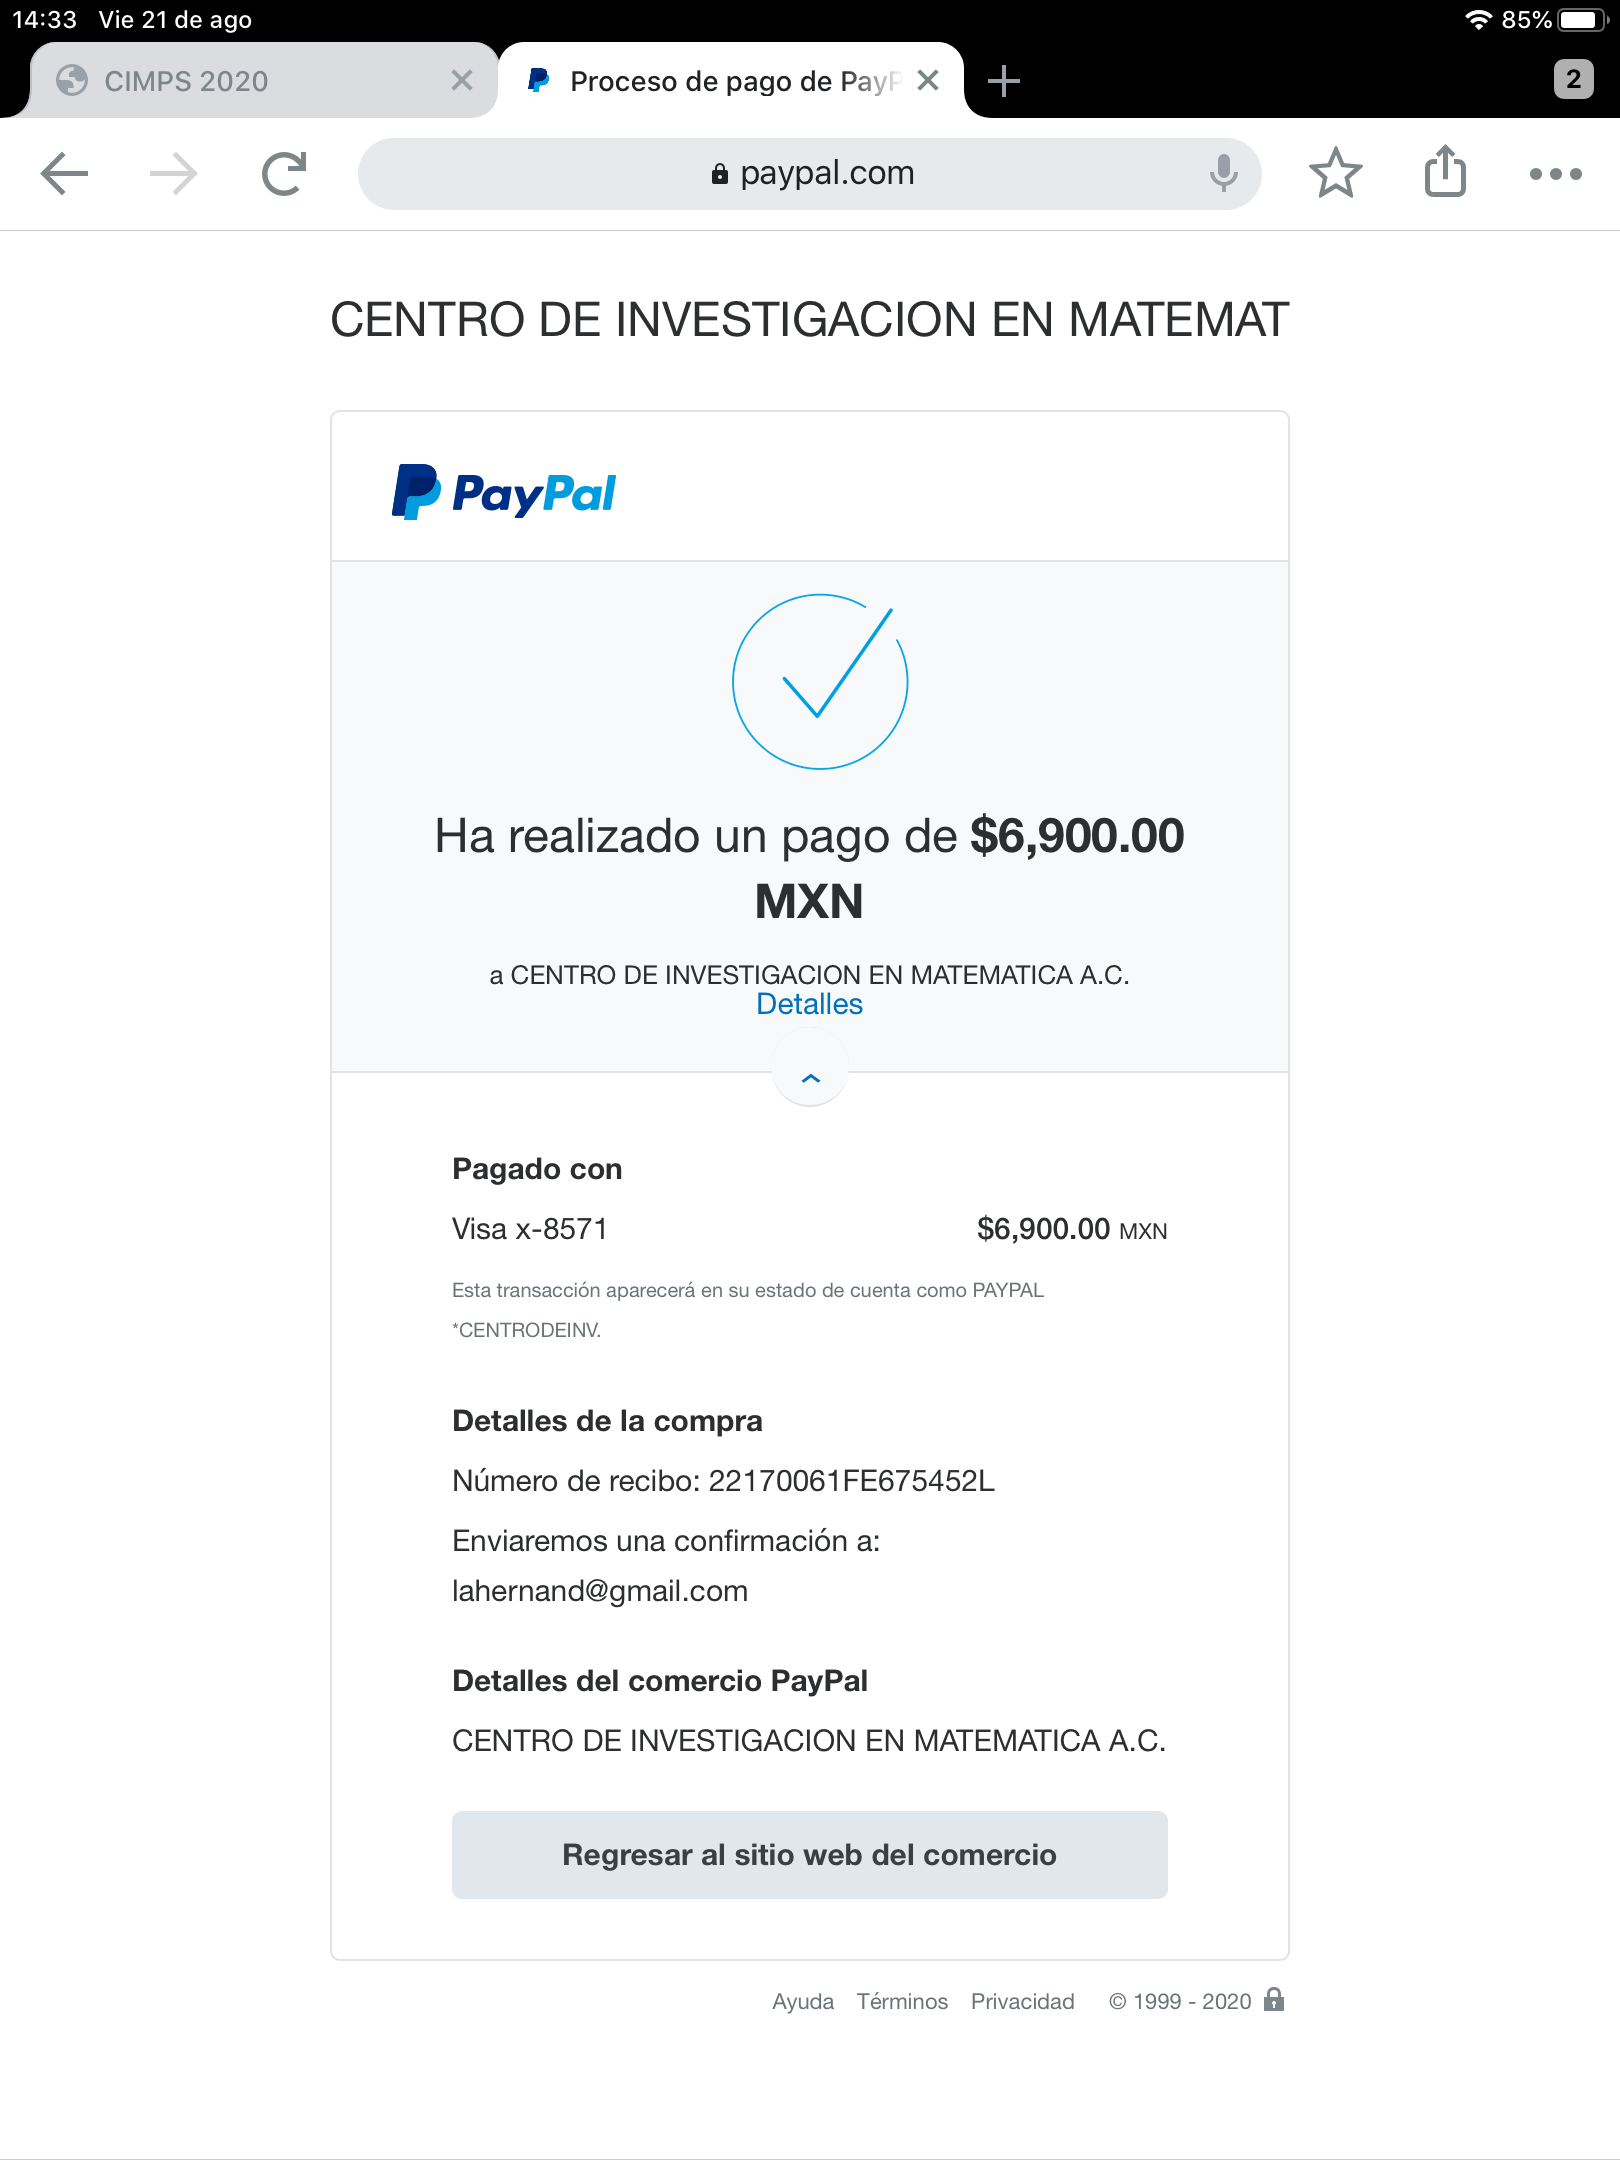 14:33 Vie 21 de ago 85%
CIMPS 2020 Proceso de pago de PayP 2
paypal.com
CENTRO DE INVESTIGACION EN MATEMAT
PayPal
Ha realizado un pago de $6,900.00
MXN
a CENTRO DE INVESTIGACION EN MATEMATICA A.C.
Detalles
Pagado con
Visa x-8571 $6,900.00 MXN
Esta transacción aparecerá en su estado de cuenta como PAYPAL
*CENTRODEINV.
Detalles de la compra
Número de recibo: 22170061FE675452L
Enviaremos una confirmación a:
lahernand@gmail.com
Detalles del comercio PayPal
CENTRO DE INVESTIGACION EN MATEMATICA A.C.
Regresar al sitio web del comercio
Ayuda Términos Privacidad © 1999 - 2020